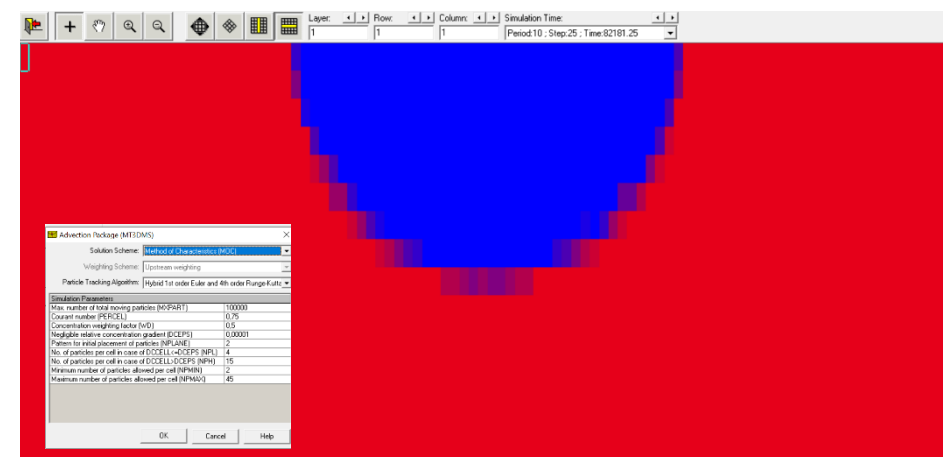 Layer: Row: Column: Simulation Time:
1 1 1 Period:10 ; Step:25 ; Time:82181.25
Advection Package (MT3DMS)
Solution Scheme: Method of Characteristics (MOC)
Weighting Scheme: Upstream weighting
Particle Tracking Algorithm: Hybrid 1st order Euler and 4th order Runge-Kutta
Simulation Parameters
Max. number of total moving particles (MXPART) 100000
Courant number (PERCEL) 0,75
Concentration weighting factor (WD) 0,5
Negligible relative concentration gradient (DCEPS) 0,00001
Pattern for initial placement of particles (NPLANE) 2
No. of particles per cell in case of DCCELL<=DCEPS (NPL) 4
No. of particles per cell in case of DCCELL>DCEPS (NPH) 15
Minimum number of particles allowed per cell (NPMIN) 2
Maximum number of particles allowed per cell (NPMAX) 45
OK Cancel Help